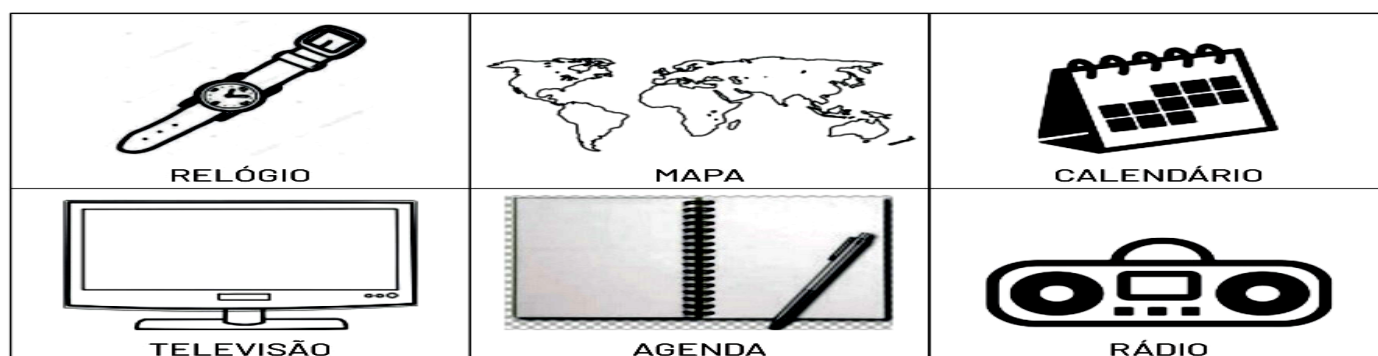 RELÓGIO
MAPA
CALENDÁRIO
TELEVISÃO
AGENDA
RÁDIO